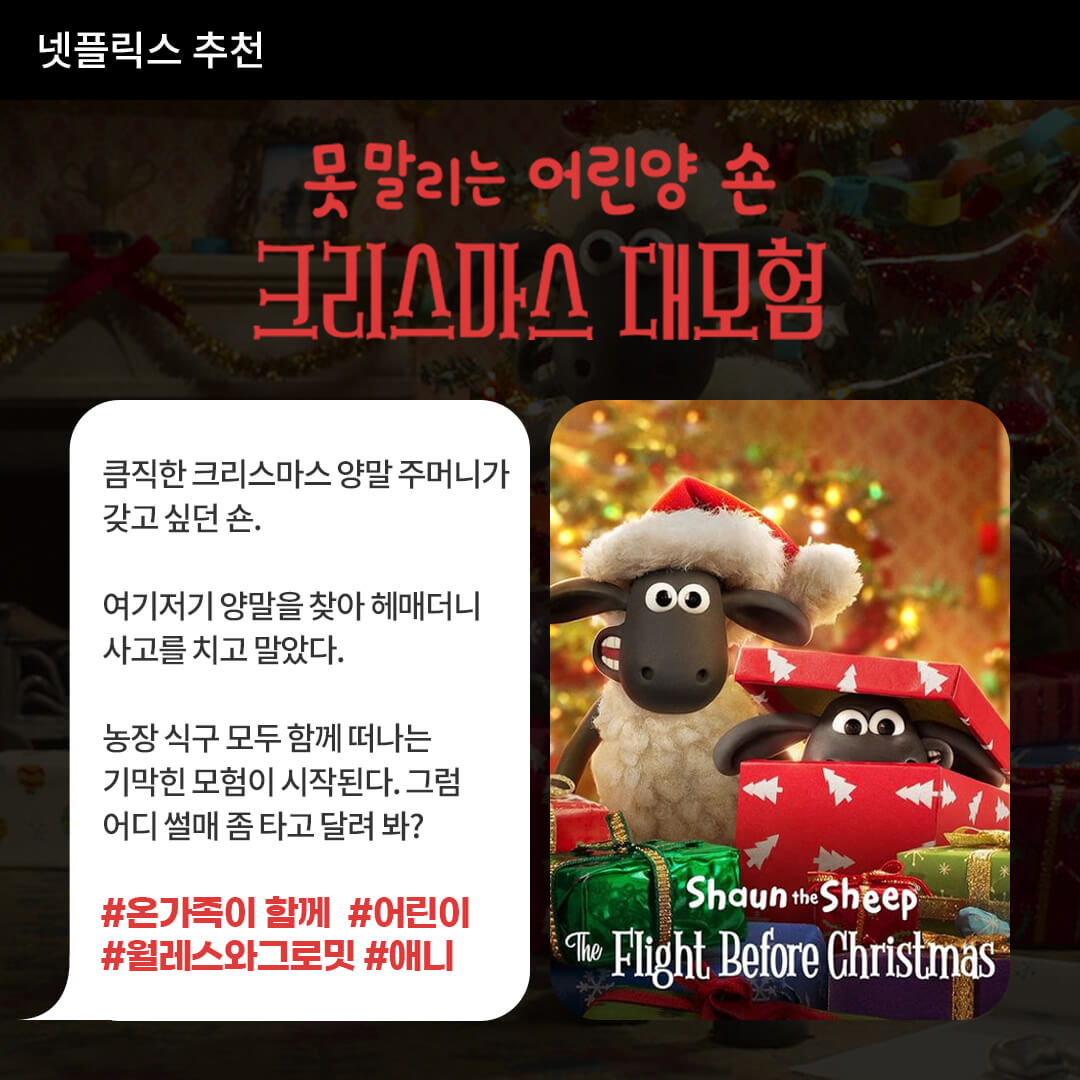 넷플릭스 추천
못말리는 어린양 숀
크리스마스 대모험
큼직한 크리스마스 양말 주머니가
갖고 싶던 숀.
여기저기 양말을 찾아 헤매더니
사고를 치고 말았다.
농장 식구 모두 함께 떠나는
기막힌 모험이 시작된다. 그럼
어디 썰매 좀 타고 달려 봐?
#온가족이 함께 #어린이
#월레스와그로밋 #애니
Shaun the Sheep
The Flight Before Christmas